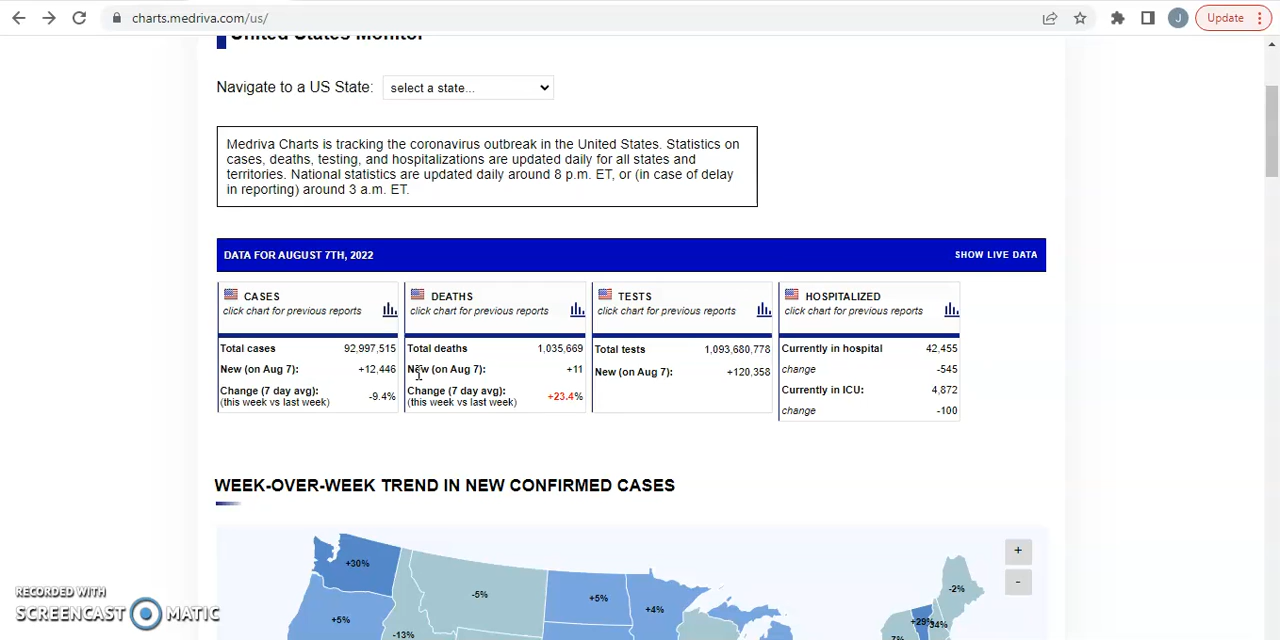 charts.medriva.com/us/
J
Update
United States Monitor
Navigate to a US State:
select a state...
Medriva Charts is tracking the coronavirus outbreak in the United States. Statistics on
cases, deaths, testing, and hospitalizations are updated daily for all states and
territories. National statistics are updated daily around 8 p.m. ET, or (in case of delay
in reporting) around 3 a.m. ET.
DATA FOR AUGUST 7TH, 2022
SHOW LIVE DATA
CASES
click chart for previous reports
Total cases 92,997,515
New (on Aug 7): +12,446
Change (7 day avg): -9.4%
(this week vs last week)
DEATHS
click chart for previous reports
Total deaths 1,035,669
New (on Aug 7): +11
Change (7 day avg): +23.4%
(this week vs last week)
TESTS
click chart for previous reports
Total tests 1,093,680,778
New (on Aug 7): +120,358
HOSPITALIZED
click chart for previous reports
Currently in hospital 42,455
change -545
Currently in ICU: 4,872
change -100
WEEK-OVER-WEEK TREND IN NEW CONFIRMED CASES
+
-
+30%
-5%
+5%
+4%
-2%
+5%
-13%
+29%
34%
7%
RECORDED WITH
SCREENCAST MATIC